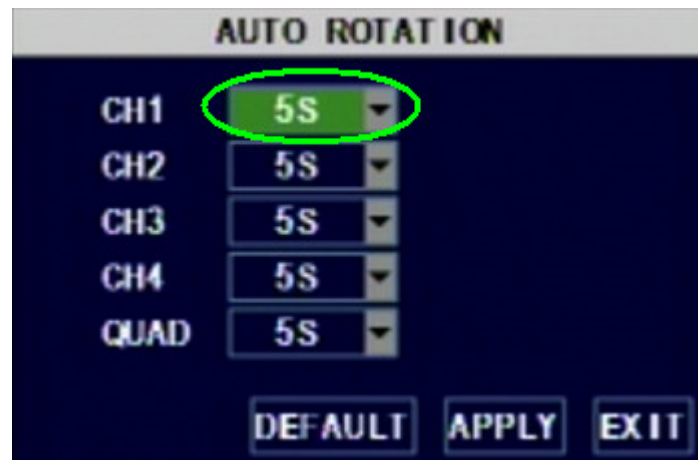 AUTO ROTATION
CH1 5S
CH2 5S
CH3 5S
CH4 5S
QUAD 5S
DEFAULT APPLY EXIT